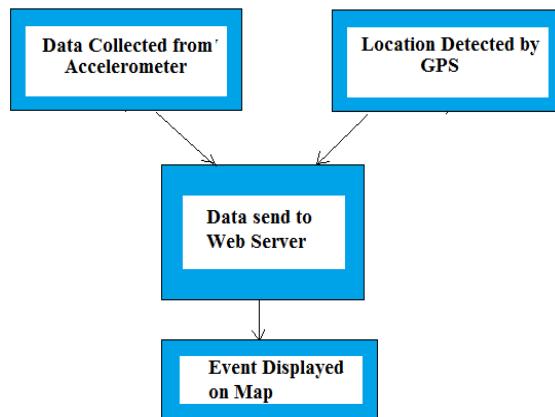 Data Collected from
Accelerometer
Location Detected by
GPS
Data send to
Web Server
Event Displayed
on Map